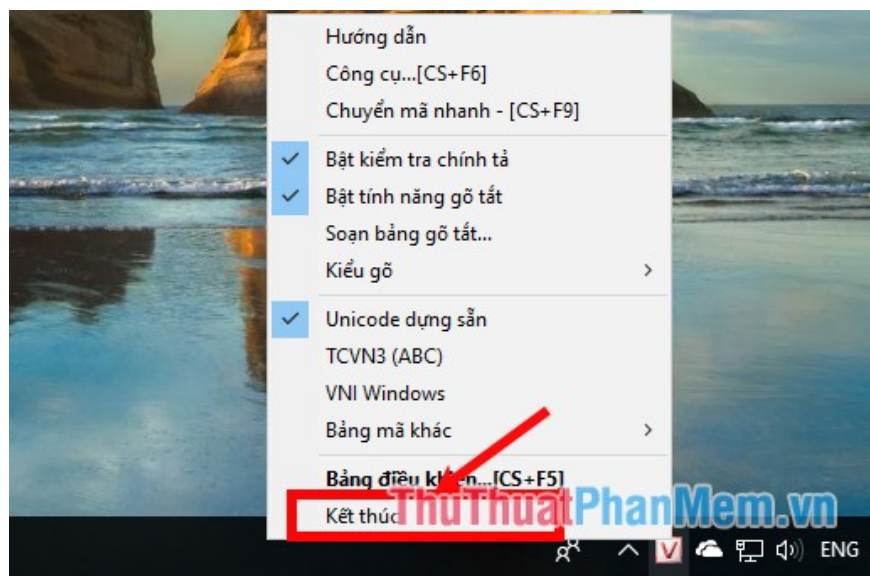 Hướng dẫn
Công cụ...[CS+F6]
Chuyển mã nhanh - [CS+F9]
Bật kiểm tra chính tả
Bật tính năng gõ tắt
Soạn bảng gõ tắt...
Kiểu gõ
Unicode dựng sẵn
TCVN3 (ABC)
VNI Windows
Bảng mã khác
Bảng điều khiển...[CS+F5]
Kết thúc
ThuThuatPhanMem.vn
V
ENG